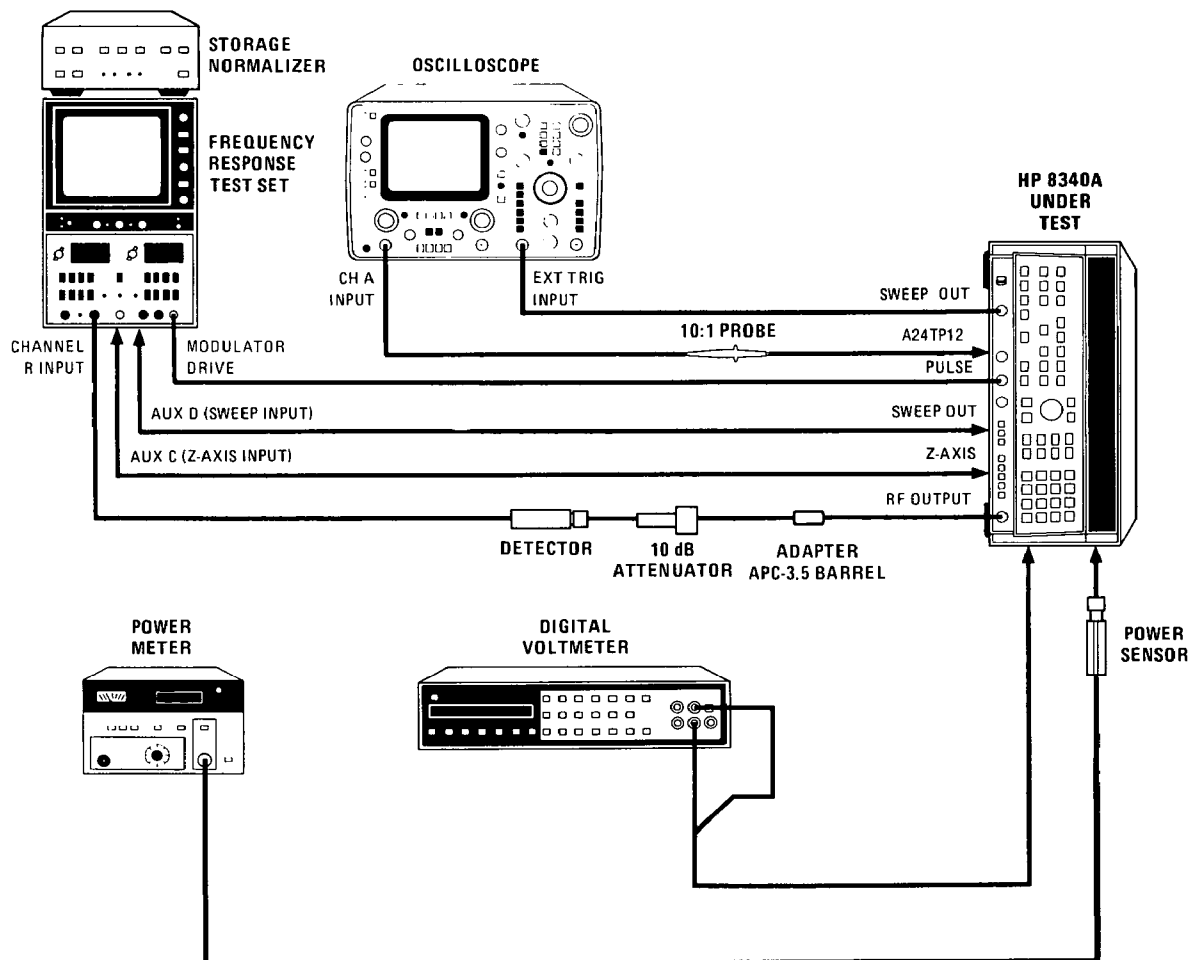 STORAGE
NORMALIZER
OSCILLOSCOPE
FREQUENCY
RESPONSE
TEST SET
HP 8340A
UNDER
TEST
CH A
INPUT
EXT TRIG
INPUT
SWEEP OUT
10:1 PROBE
A24TP12
CHANNEL
R INPUT
MODULATOR
DRIVE
PULSE
AUX D (SWEEP INPUT)
SWEEP OUT
AUX C (Z-AXIS INPUT)
Z-AXIS
RF OUTPUT
DETECTOR
10 dB
ATTENUATOR
ADAPTER
APC-3.5 BARREL
POWER
METER
DIGITAL
VOLTMETER
POWER
SENSOR